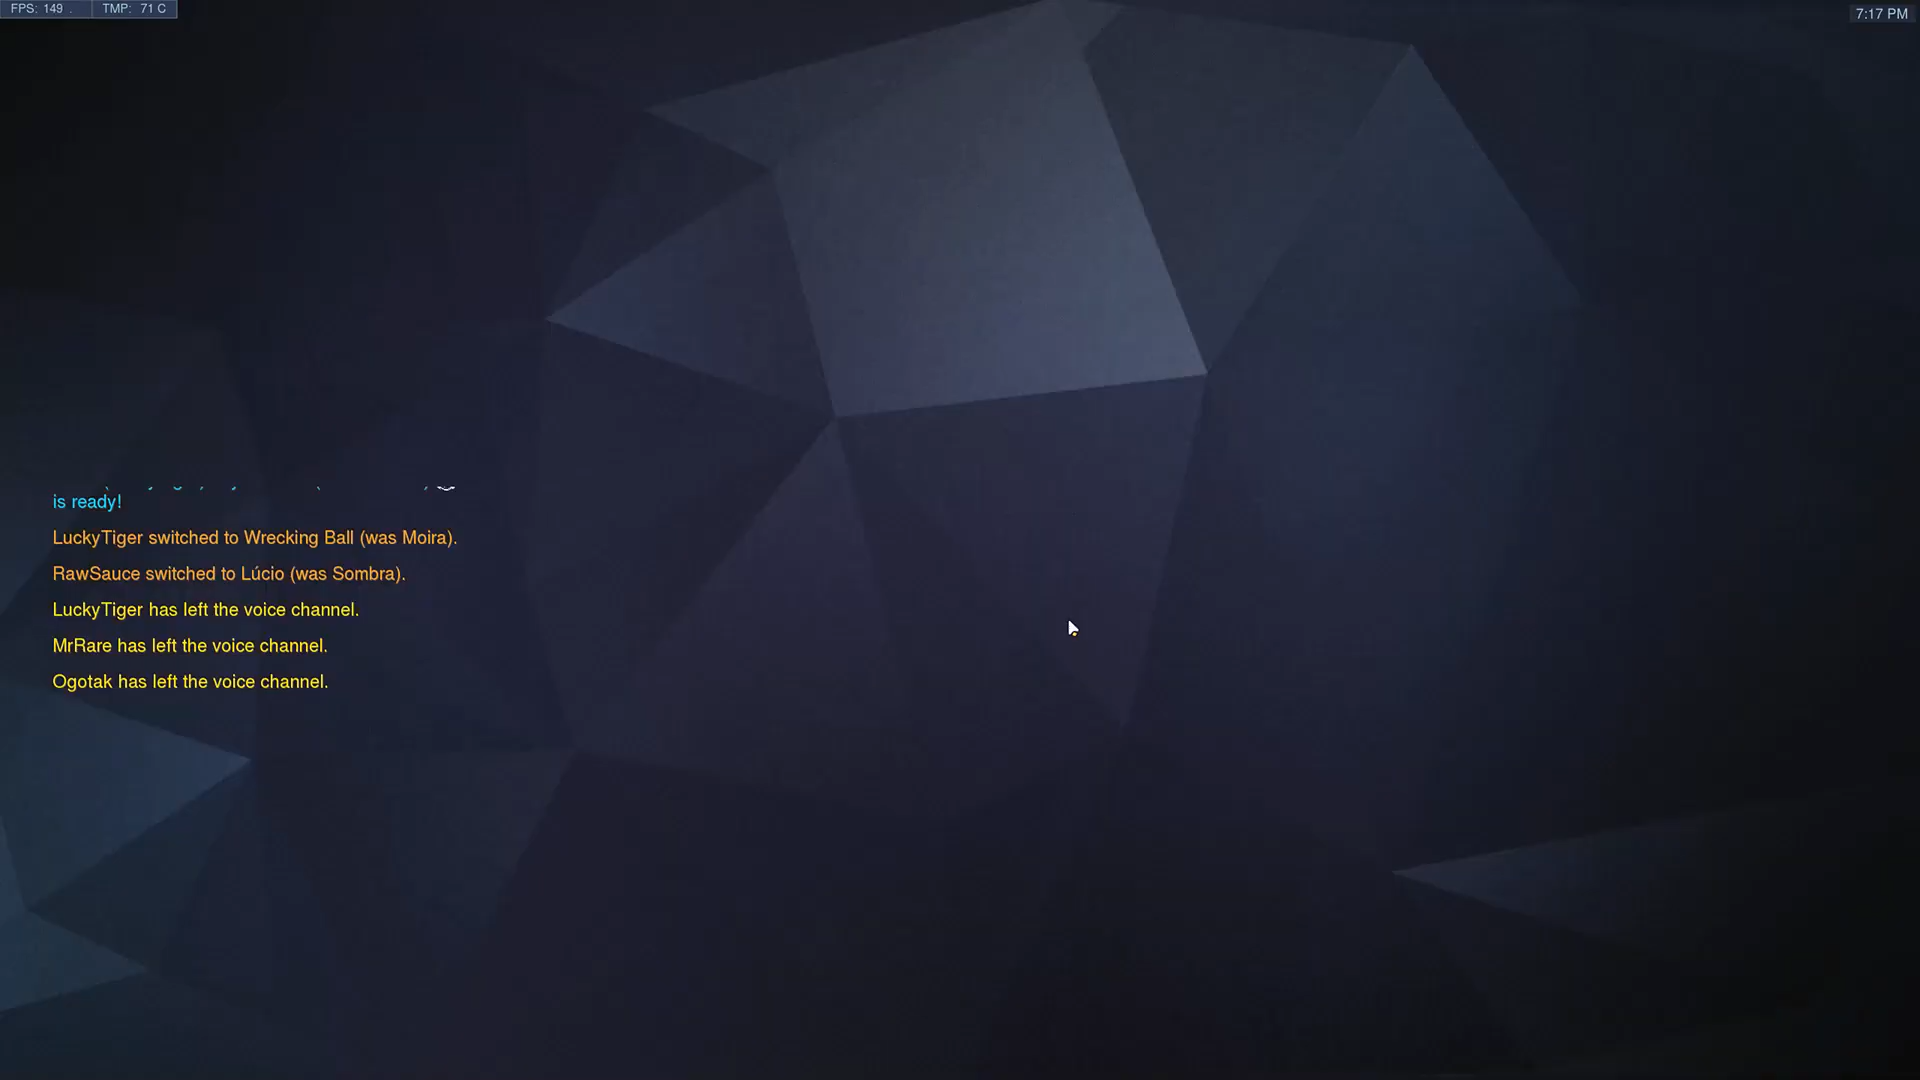 FPS: 149 . TMP: 71 C
7:17 PM
is ready!
LuckyTiger switched to Wrecking Ball (was Moira).
RawSauce switched to Lúcio (was Sombra).
LuckyTiger has left the voice channel.
MrRare has left the voice channel.
Ogotak has left the voice channel.